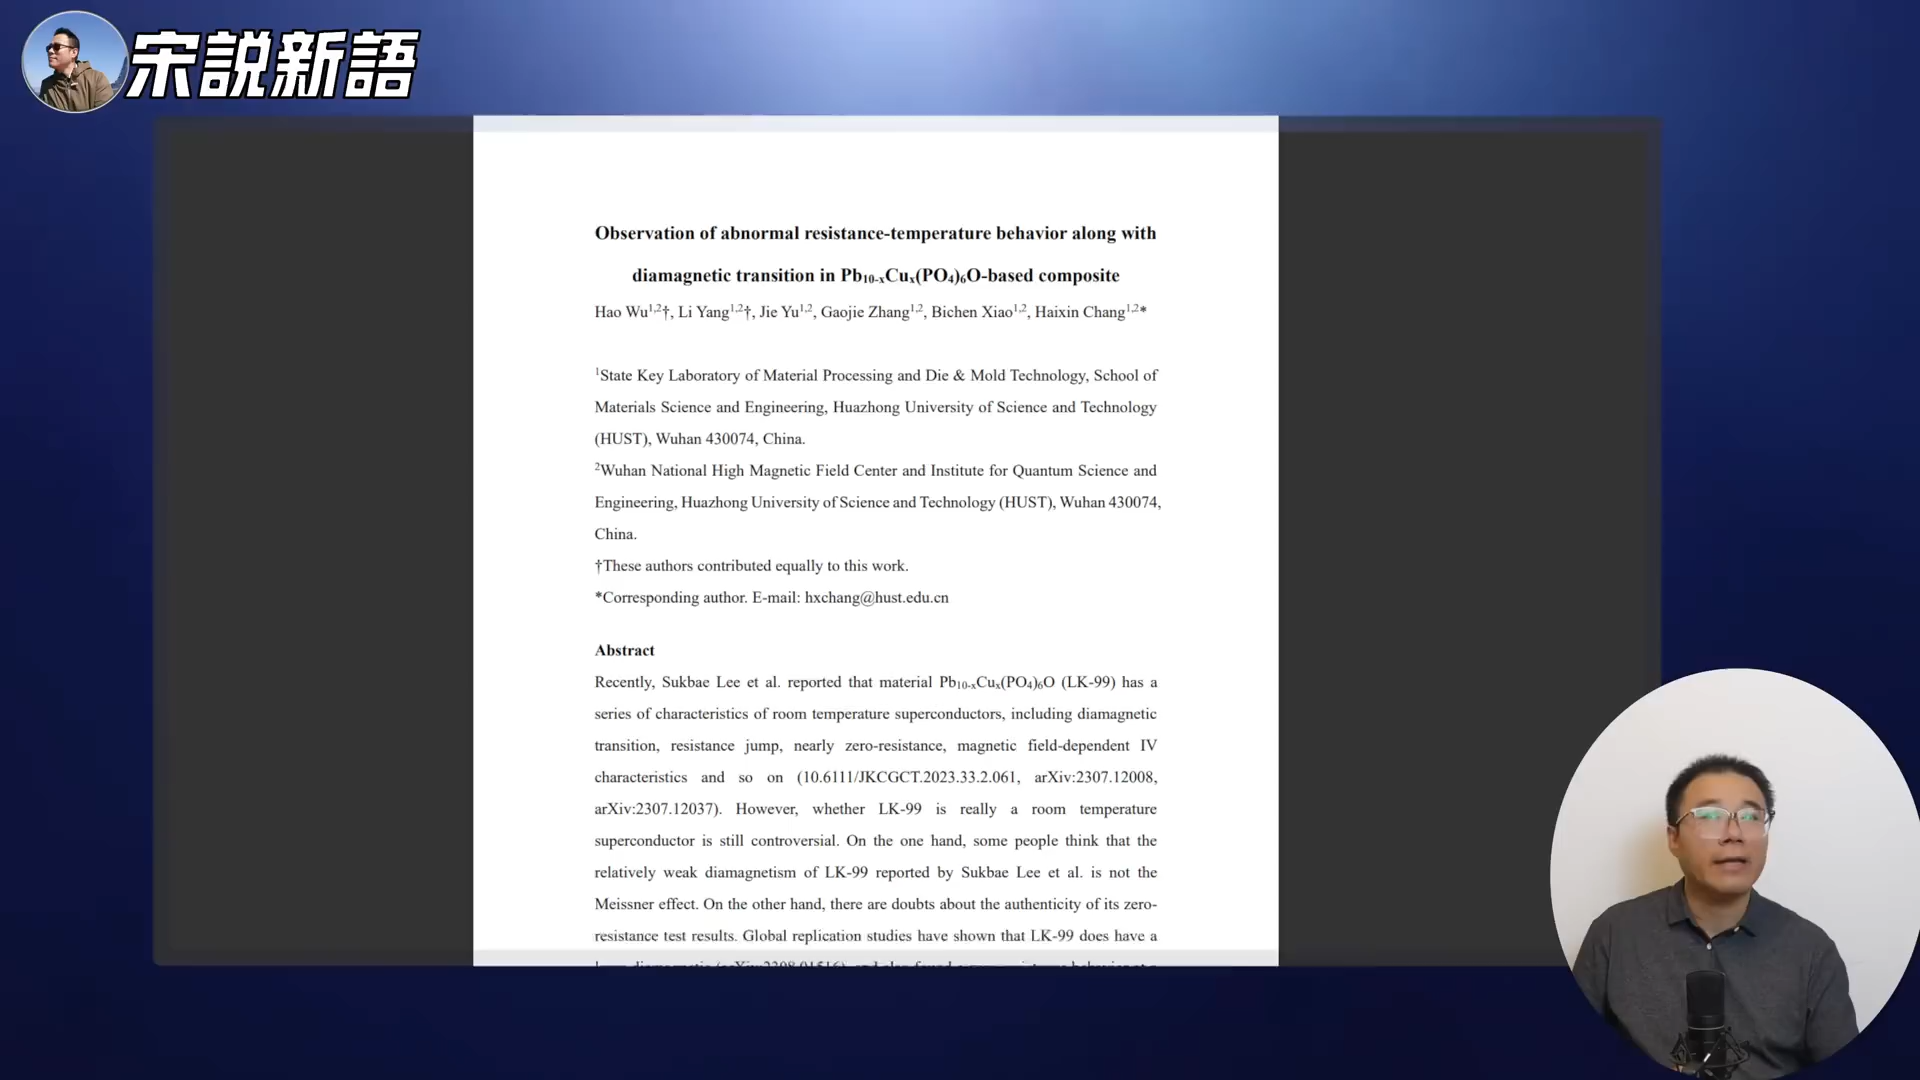 宋説新語
Observation of abnormal resistance-temperature behavior along with
diamagnetic transition in Pb₁₀₋ₓCuₓ(PO₄)₆O-based composite
Hao Wu¹,²†, Li Yang¹,²†, Jie Yu¹,², Gaojie Zhang¹,², Bichen Xiao¹,², Haixin Chang¹,²*
¹State Key Laboratory of Material Processing and Die & Mold Technology, School of
Materials Science and Engineering, Huazhong University of Science and Technology
(HUST), Wuhan 430074, China.
²Wuhan National High Magnetic Field Center and Institute for Quantum Science and
Engineering, Huazhong University of Science and Technology (HUST), Wuhan 430074,
China.
†These authors contributed equally to this work.
*Corresponding author. E-mail: hxchang@hust.edu.cn
Abstract
Recently, Sukbae Lee et al. reported that material Pb₁₀₋ₓCuₓ(PO₄)₆O (LK-99) has a
series of characteristics of room temperature superconductors, including diamagnetic
transition, resistance jump, nearly zero-resistance, magnetic field-dependent IV
characteristics and so on (10.6111/JKCGCT.2023.33.2.061, arXiv:2307.12008,
arXiv:2307.12037). However, whether LK-99 is really a room temperature
superconductor is still controversial. On the one hand, some people think that the
relatively weak diamagnetism of LK-99 reported by Sukbae Lee et al. is not the
Meissner effect. On the other hand, there are doubts about the authenticity of its zero-
resistance test results. Global replication studies have shown that LK-99 does have a